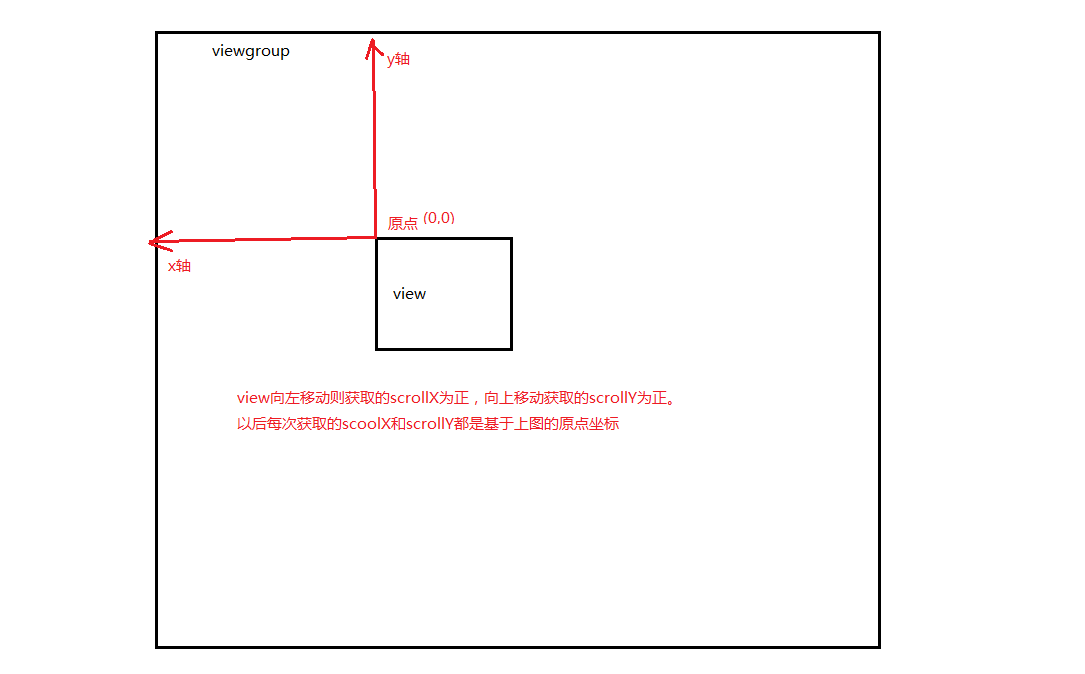 viewgroup
y轴
原点 (0,0)
x轴
view
view向左移动则获取的scrollX为正，向上移动获取的scrollY为正。
以后每次获取的scoolX和scrollY都是基于上图的原点坐标